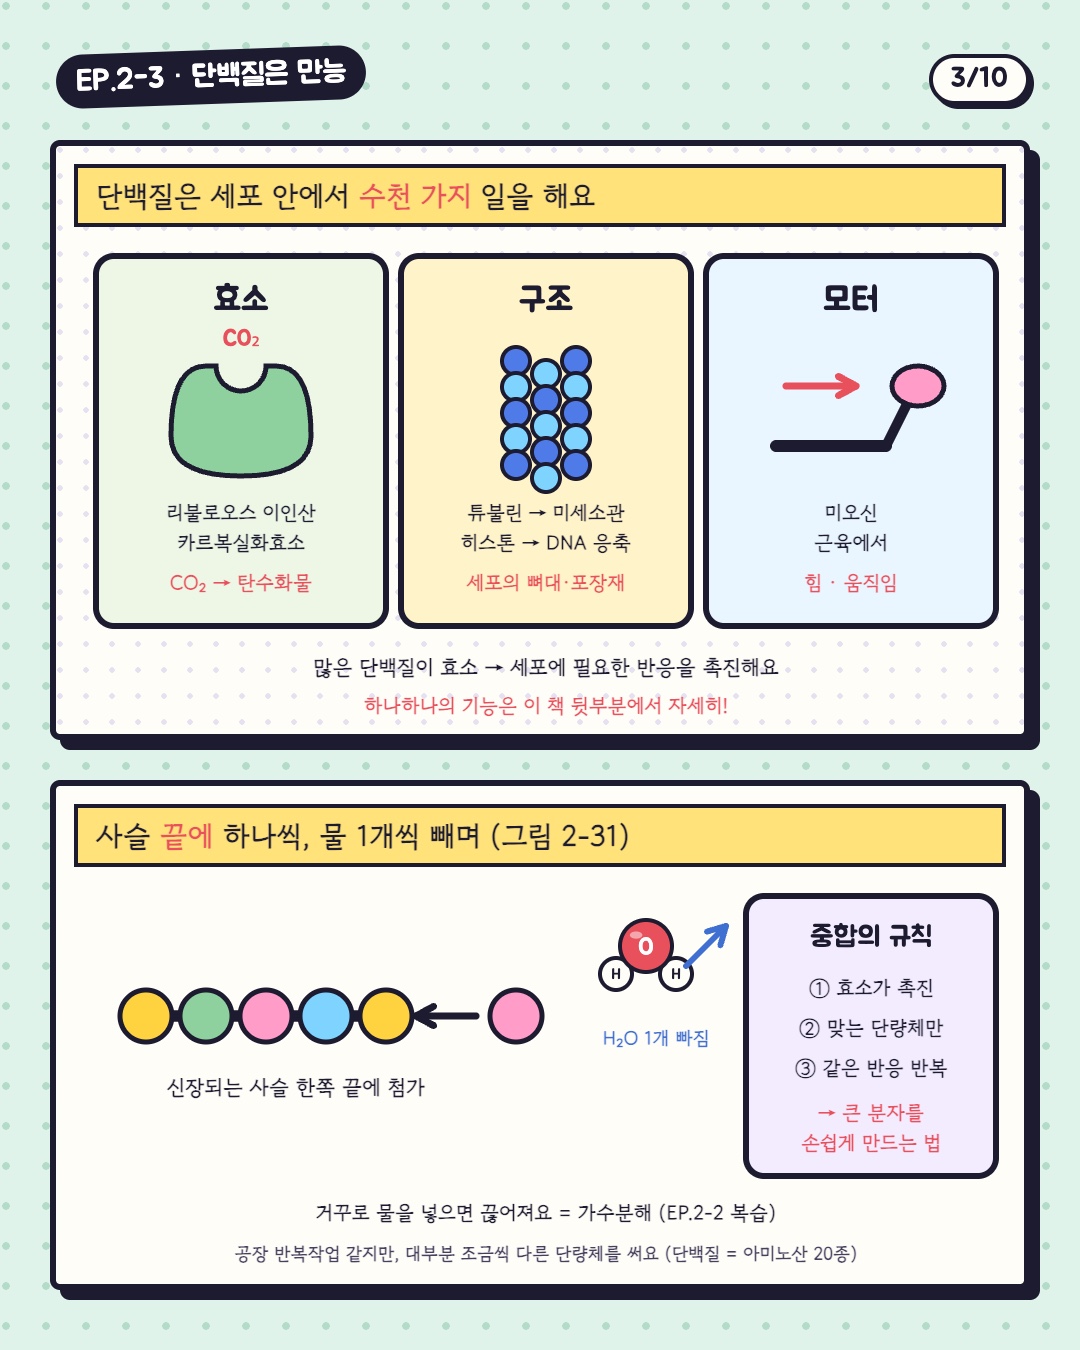 EP.2-3 · 단백질은 만능
3/10
단백질은 세포 안에서 수천 가지 일을 해요
효소
CO₂
리불로오스 이인산
카르복실화효소
CO₂ → 탄수화물
구조
튜불린 → 미세소관
히스톤 → DNA 응축
세포의 뼈대·포장재
모터
미오신
근육에서
힘 · 움직임
많은 단백질이 효소 → 세포에 필요한 반응을 촉진해요
하나하나의 기능은 이 책 뒷부분에서 자세히!
사슬 끝에 하나씩, 물 1개씩 빼며 (그림 2-31)
신장되는 사슬 한쪽 끝에 첨가
O
H
H
H₂O 1개 빠짐
중합의 규칙
① 효소가 촉진
② 맞는 단량체만
③ 같은 반응 반복
→ 큰 분자를
손쉽게 만드는 법
거꾸로 물을 넣으면 끊어져요 = 가수분해 (EP.2-2 복습)
공장 반복작업 같지만, 대부분 조금씩 다른 단량체를 써요 (단백질 = 아미노산 20종)